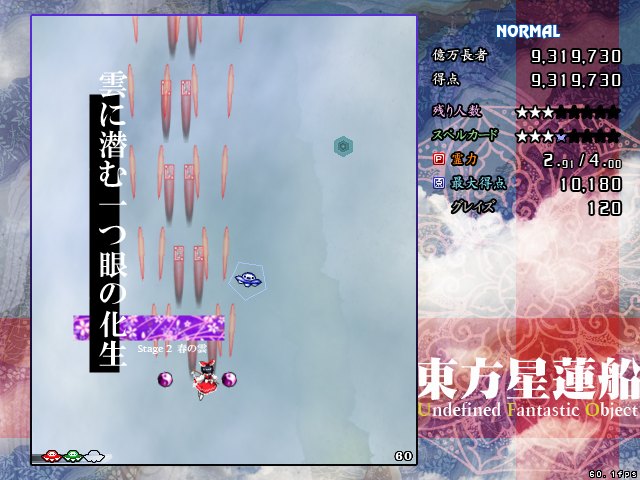 NORMAL
億万長者 9,319,730
得点 9,319,730
残り人数
スペルカード
P 霊力 2.91/4.00
最大得点 10,180
グレイズ 120
雲に潜む一つ眼の化生
Stage 2 春の雲
東方星蓮船
Undefined Fantastic Object
60
60.1fps